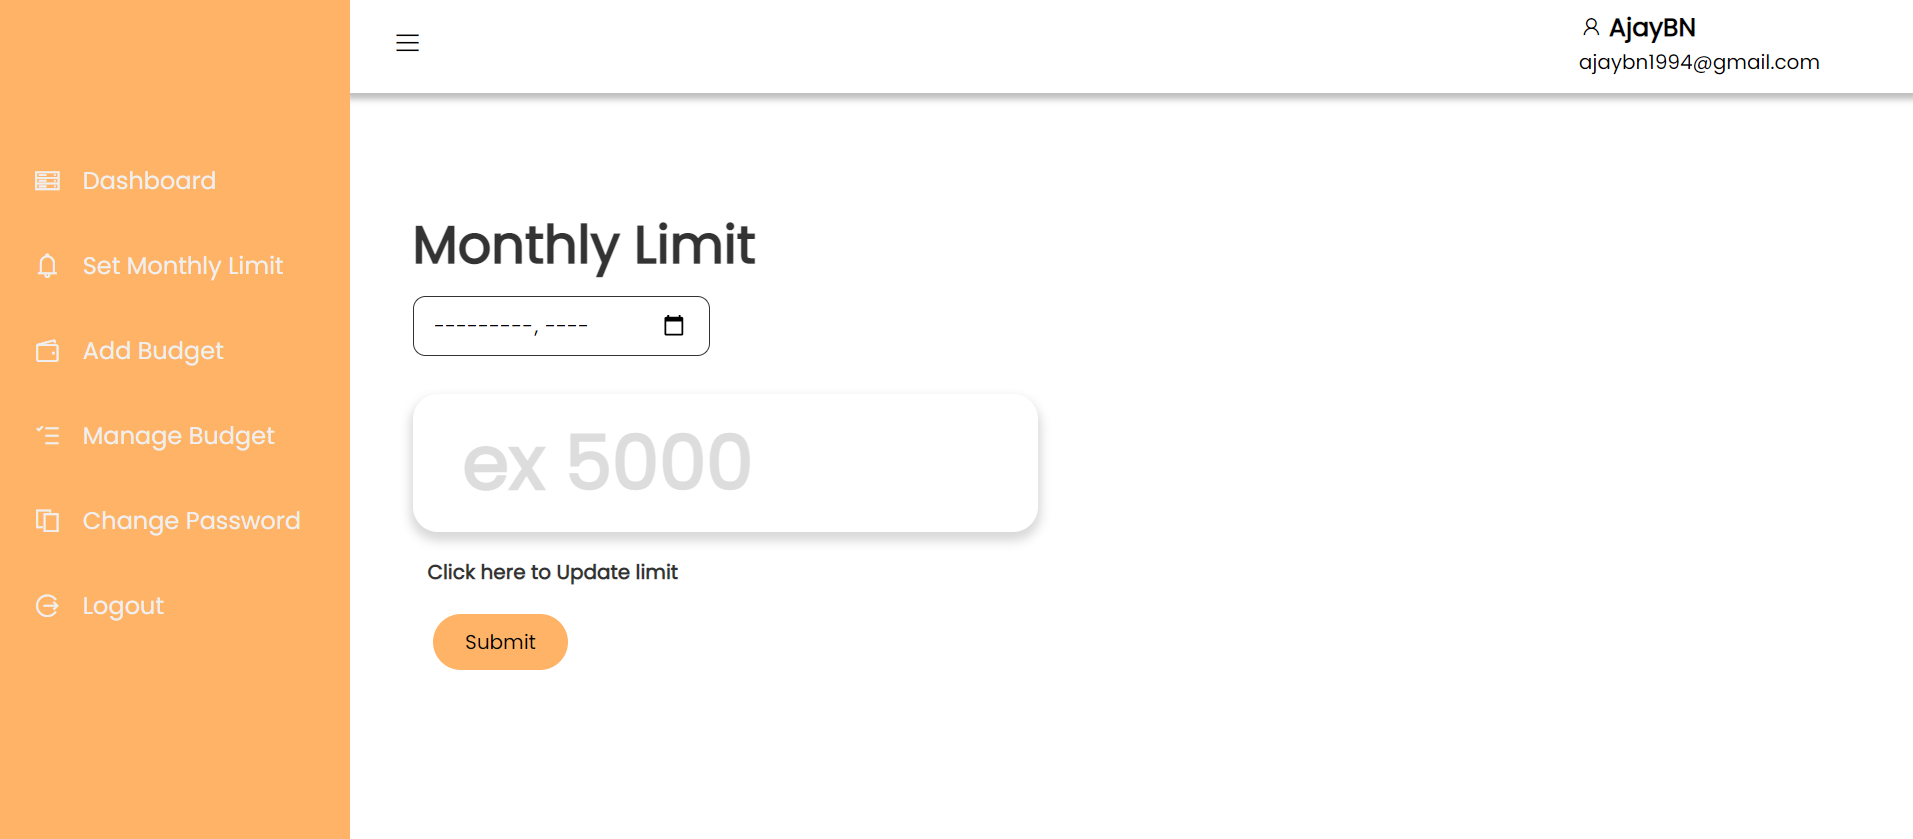 AjayBN
ajaybn1994@gmail.com
Dashboard
Set Monthly Limit
Add Budget
Manage Budget
Change Password
Logout
Monthly Limit
---------, ----
ex 5000
Click here to Update limit
Submit